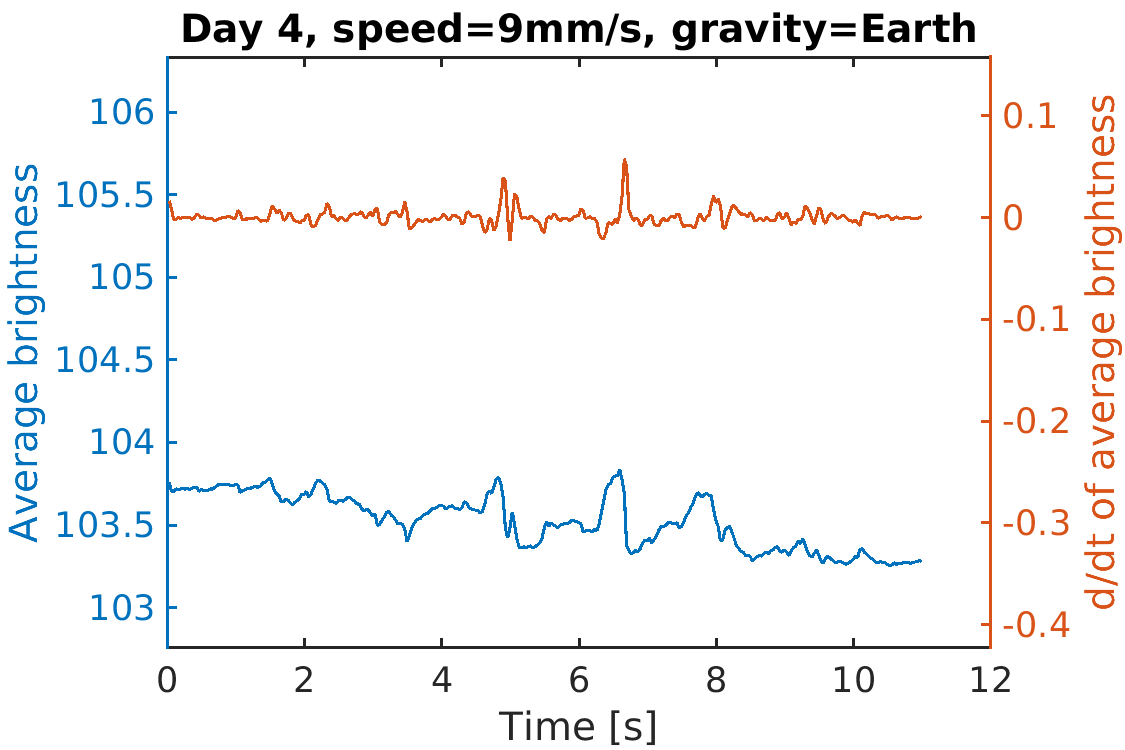 Day 4, speed=9mm/s, gravity=Earth
106
105.5
105
104.5
104
103.5
103
Average brightness
0.1
0
-0.1
-0.2
-0.3
-0.4
d/dt of average brightness
0 2 4 6 8 10 12
Time [s]